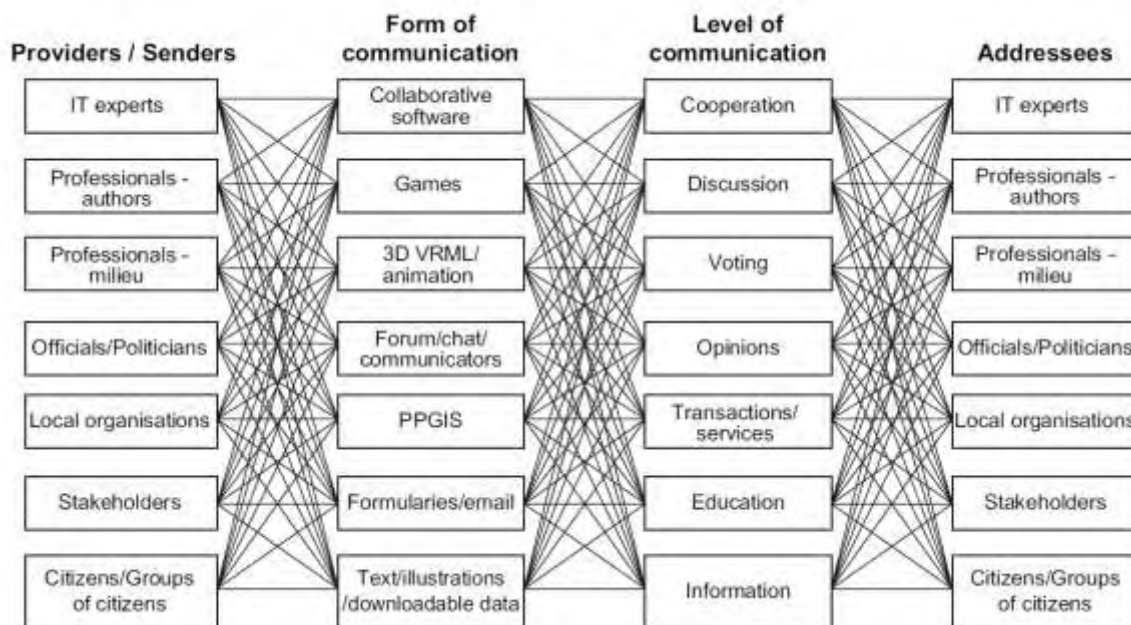 Providers / Senders
Form of
communication
Level of
communication
Addressees
IT experts
Collaborative
software
Cooperation
IT experts
Professionals -
authors
Games
Discussion
Professionals -
authors
Professionals -
milieu
3D VRML/
animation
Voting
Professionals -
milieu
Officials/Politicians
Forum/chat/
communicators
Opinions
Officials/Politicians
Local organisations
PPGIS
Transactions/
services
Local organisations
Stakeholders
Formularies/email
Education
Stakeholders
Citizens/Groups
of citizens
Text/illustrations
/downloadable data
Information
Citizens/Groups
of citizens